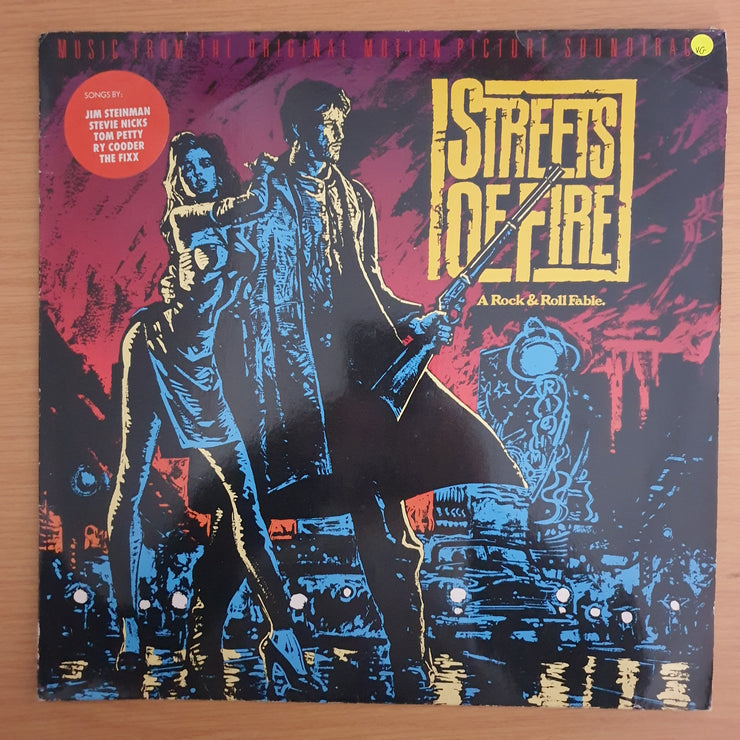 MUSIC FROM THE ORIGINAL MOTION PICTURE SOUNDTRAC
VG-
SONGS BY:
JIM STEINMAN
STEVIE NICKS
TOM PETTY
RY COODER
THE FIXX
STREETS
OF FIRE
A Rock & Roll Fable.